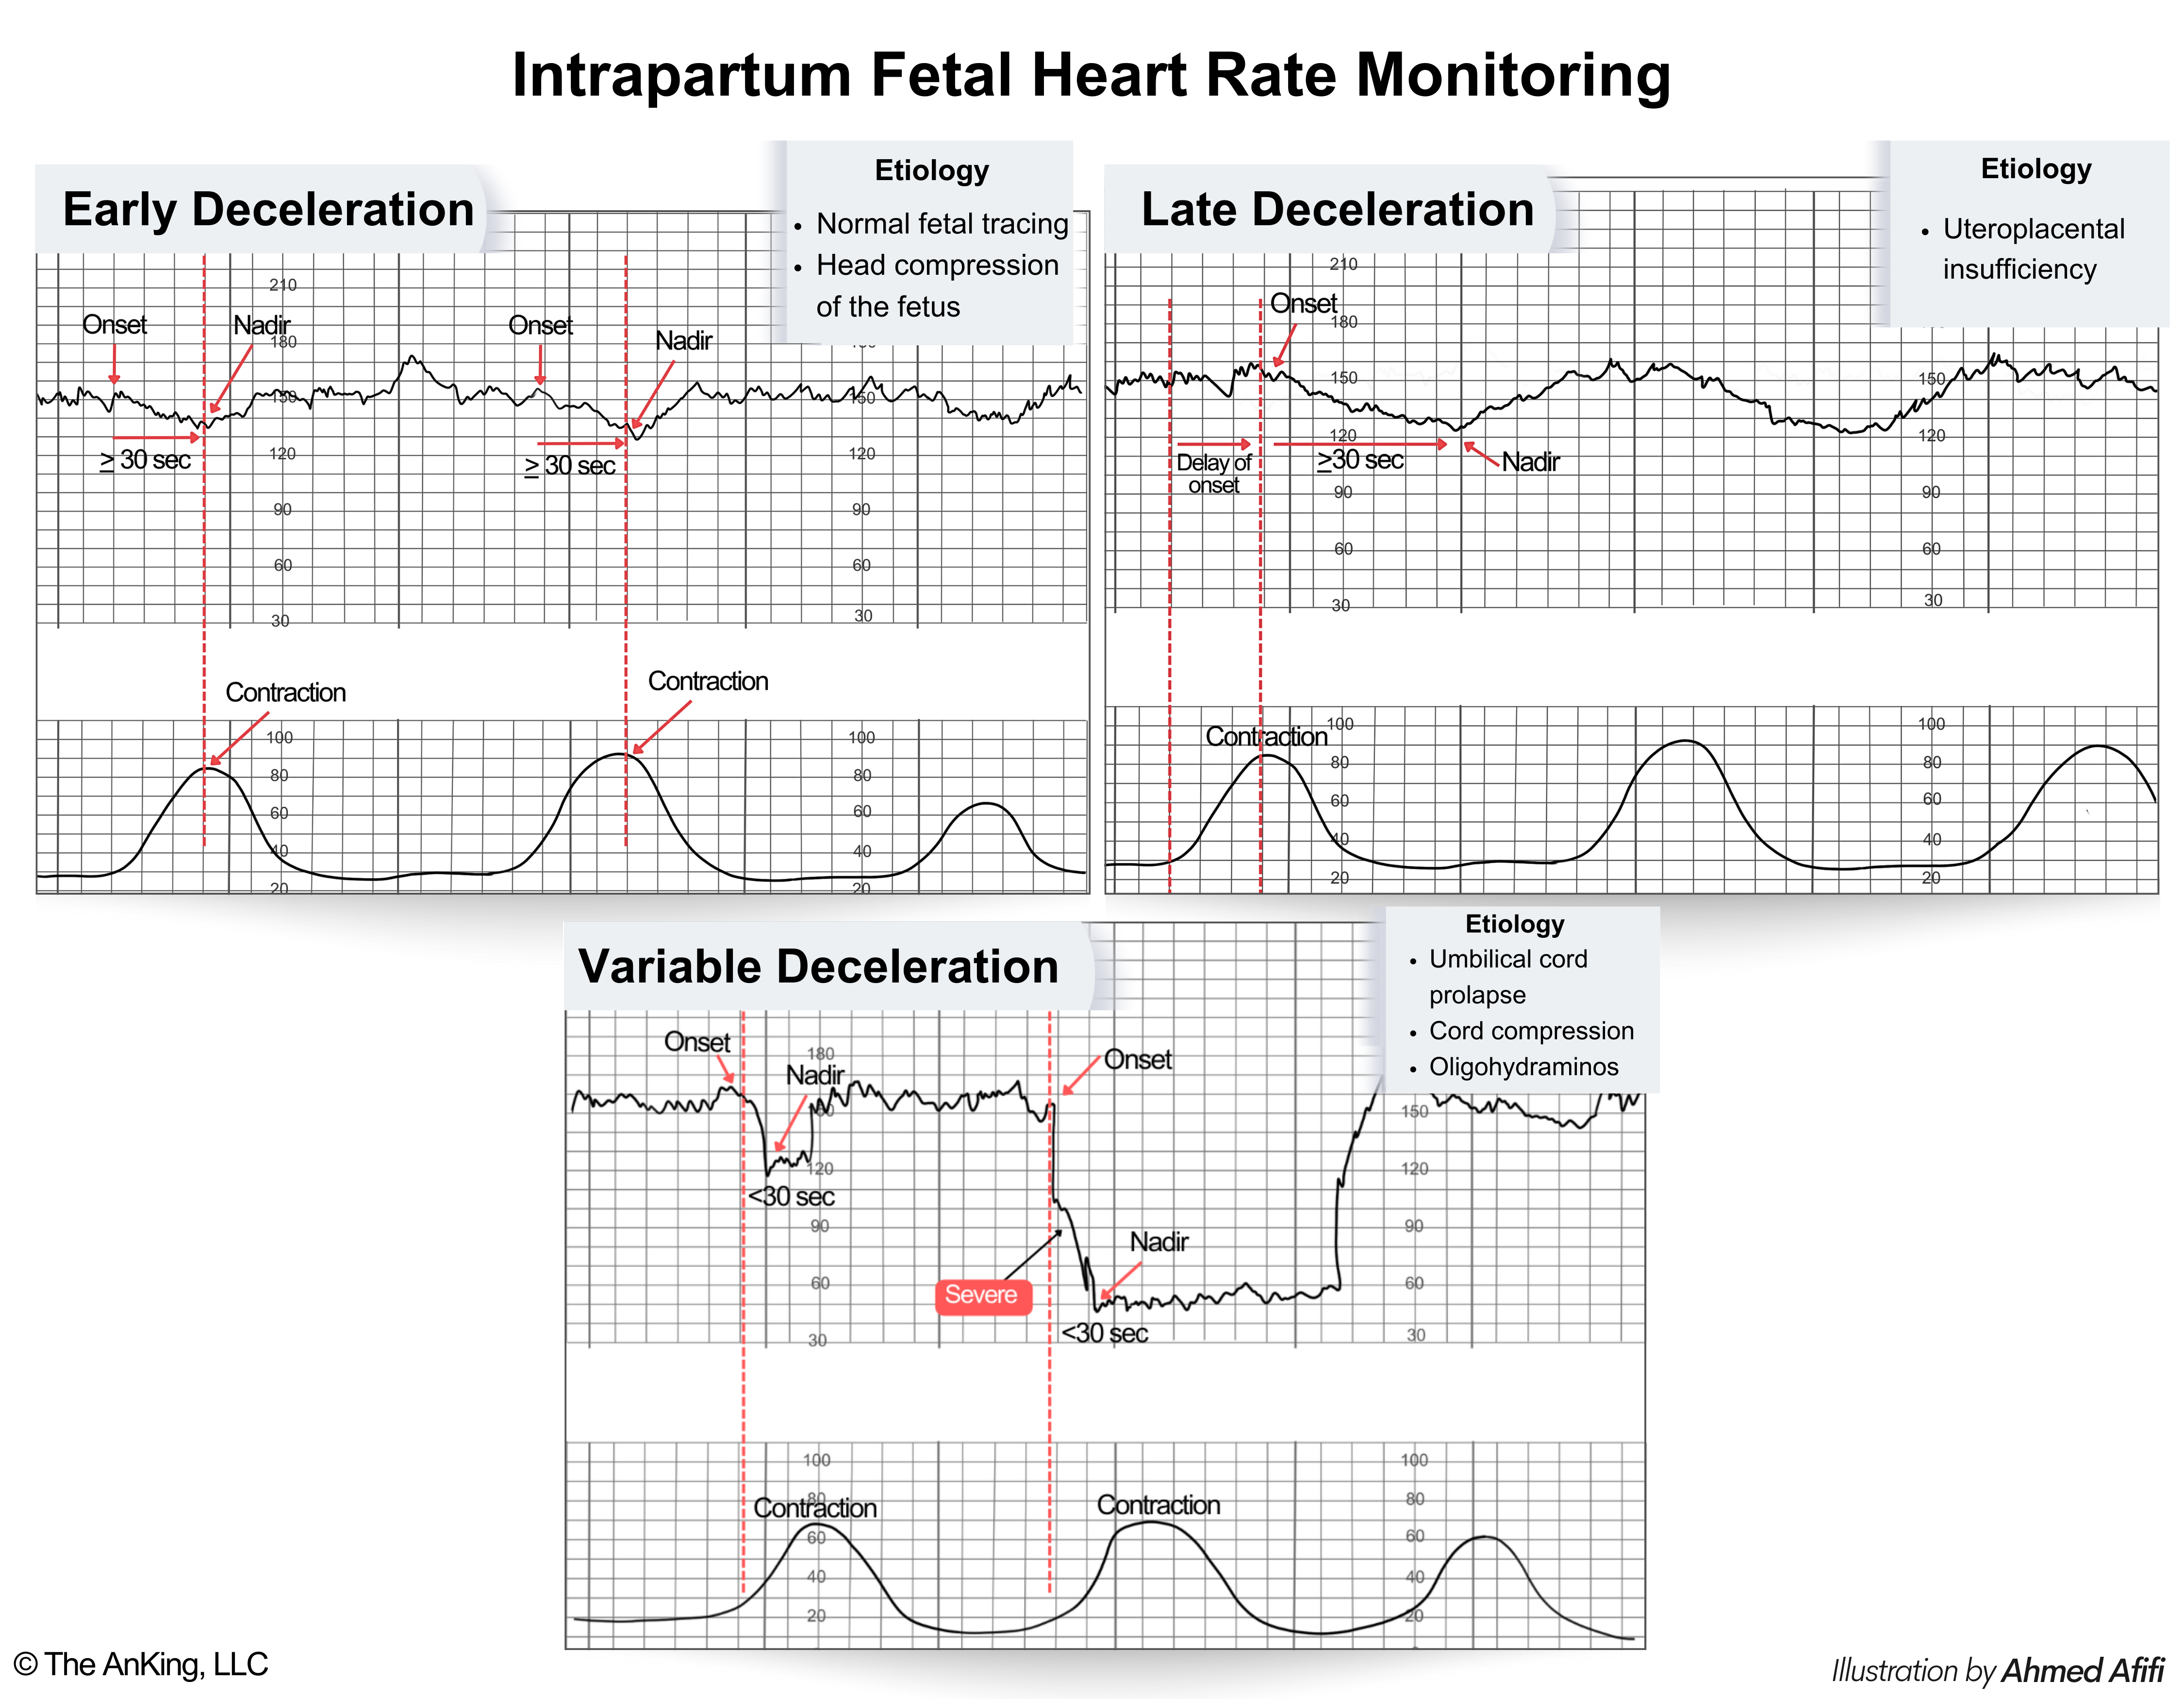 Intrapartum Fetal Heart Rate Monitoring
Early Deceleration
Etiology
• Normal fetal tracing
• Head compression
of the fetus
210
Onset
Nadir
180
Onset
Nadir
150
150
≥ 30 sec
120
≥ 30 sec
120
90
90
60
60
30
30
Contraction
Contraction
100
100
80
80
60
60
40
40
20
20
Late Deceleration
Etiology
• Uteroplacental
insufficiency
210
Onset
180
150
150
120
120
Delay of
onset
≥30 sec
Nadir
90
90
60
60
30
30
Contraction
100
100
80
80
60
60
40
40
20
20
Variable Deceleration
Etiology
• Umbilical cord
prolapse
• Cord compression
• Oligohydraminos
Onset
180
Nadir
Onset
150
120
120
<30 sec
90
90
Nadir
60
60
Severe
<30 sec
30
30
100
100
Contraction
80
Contraction
80
60
60
40
40
20
20
© The AnKing, LLC
Illustration by Ahmed Afifi